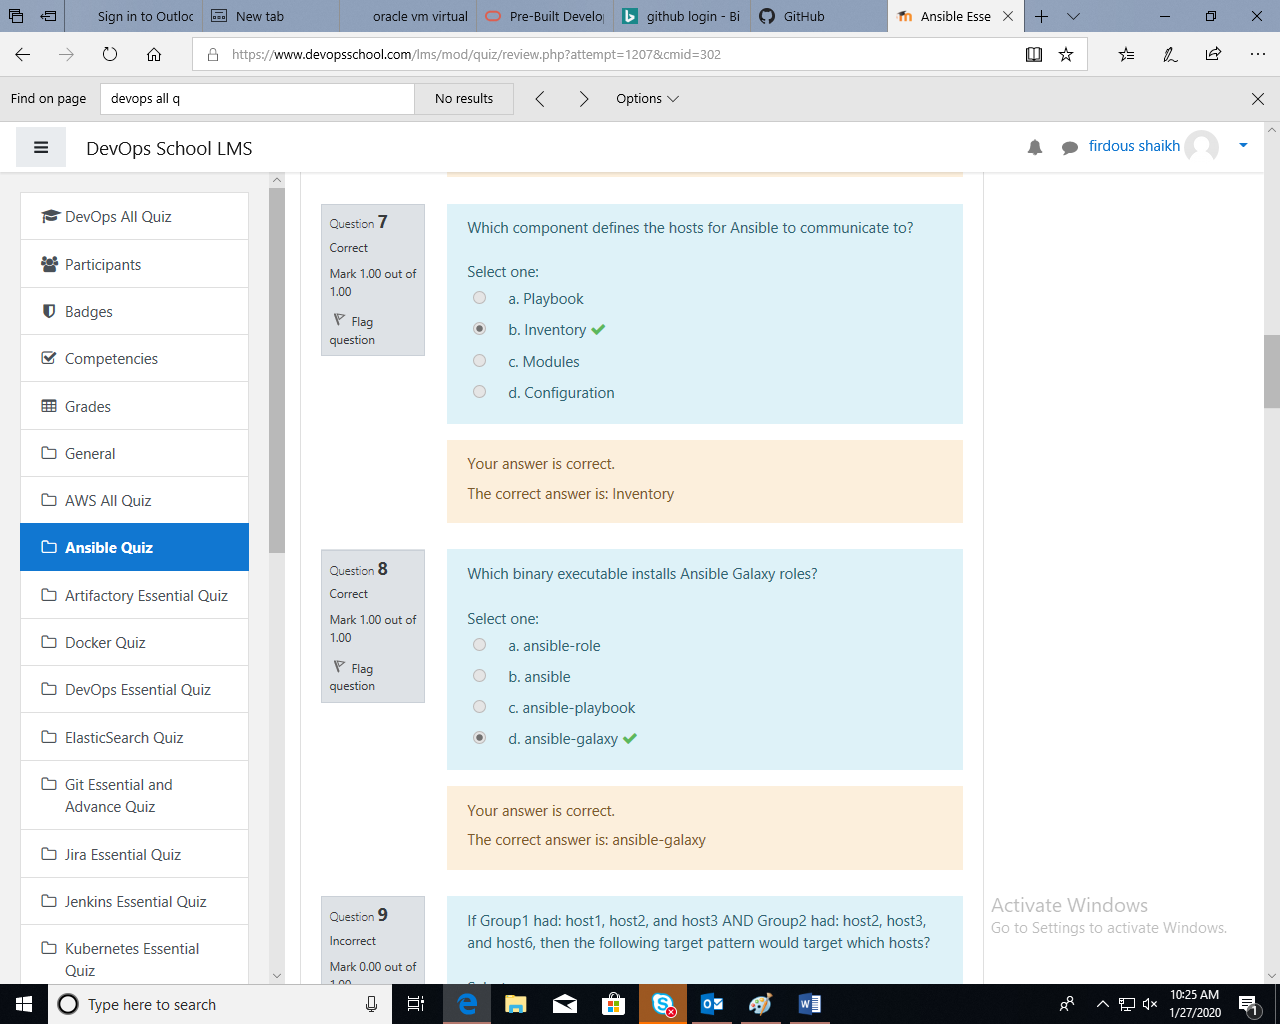 Sign in to Outloc
New tab
oracle vm virtual
Pre-Built Develop
github login - Bi
GitHub
Ansible Esse
https://www.devopsschool.com/lms/mod/quiz/review.php?attempt=1207&cmid=302
Find on page
devops all q
No results
Options
DevOps School LMS
firdous shaikh
DevOps All Quiz
Participants
Badges
Competencies
Grades
General
AWS All Quiz
Ansible Quiz
Artifactory Essential Quiz
Docker Quiz
DevOps Essential Quiz
ElasticSearch Quiz
Git Essential and
Advance Quiz
Jira Essential Quiz
Jenkins Essential Quiz
Kubernetes Essential
Quiz
Question 7
Correct
Mark 1.00 out of
1.00
Flag
question
Which component defines the hosts for Ansible to communicate to?
Select one:
a. Playbook
b. Inventory
c. Modules
d. Configuration
Your answer is correct.
The correct answer is: Inventory
Question 8
Correct
Mark 1.00 out of
1.00
Flag
question
Which binary executable installs Ansible Galaxy roles?
Select one:
a. ansible-role
b. ansible
c. ansible-playbook
d. ansible-galaxy
Your answer is correct.
The correct answer is: ansible-galaxy
Question 9
Incorrect
Mark 0.00 out of
If Group1 had: host1, host2, and host3 AND Group2 had: host2, host3,
and host6, then the following target pattern would target which hosts?
Activate Windows
Go to Settings to activate Windows.
Type here to search
10:25 AM
1/27/2020
1